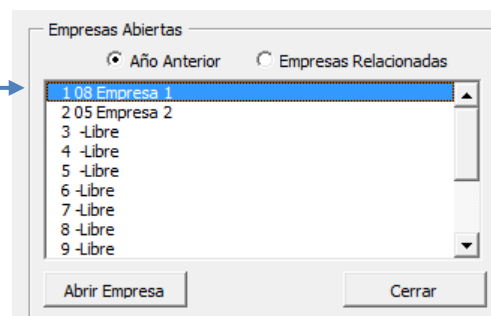 Empresas Abiertas
Año Anterior Empresas Relacionadas
1 08 Empresa 1
2 05 Empresa 2
3 -Libre
4 -Libre
5 -Libre
6 -Libre
7 -Libre
8 -Libre
9 -Libre
Abrir Empresa Cerrar